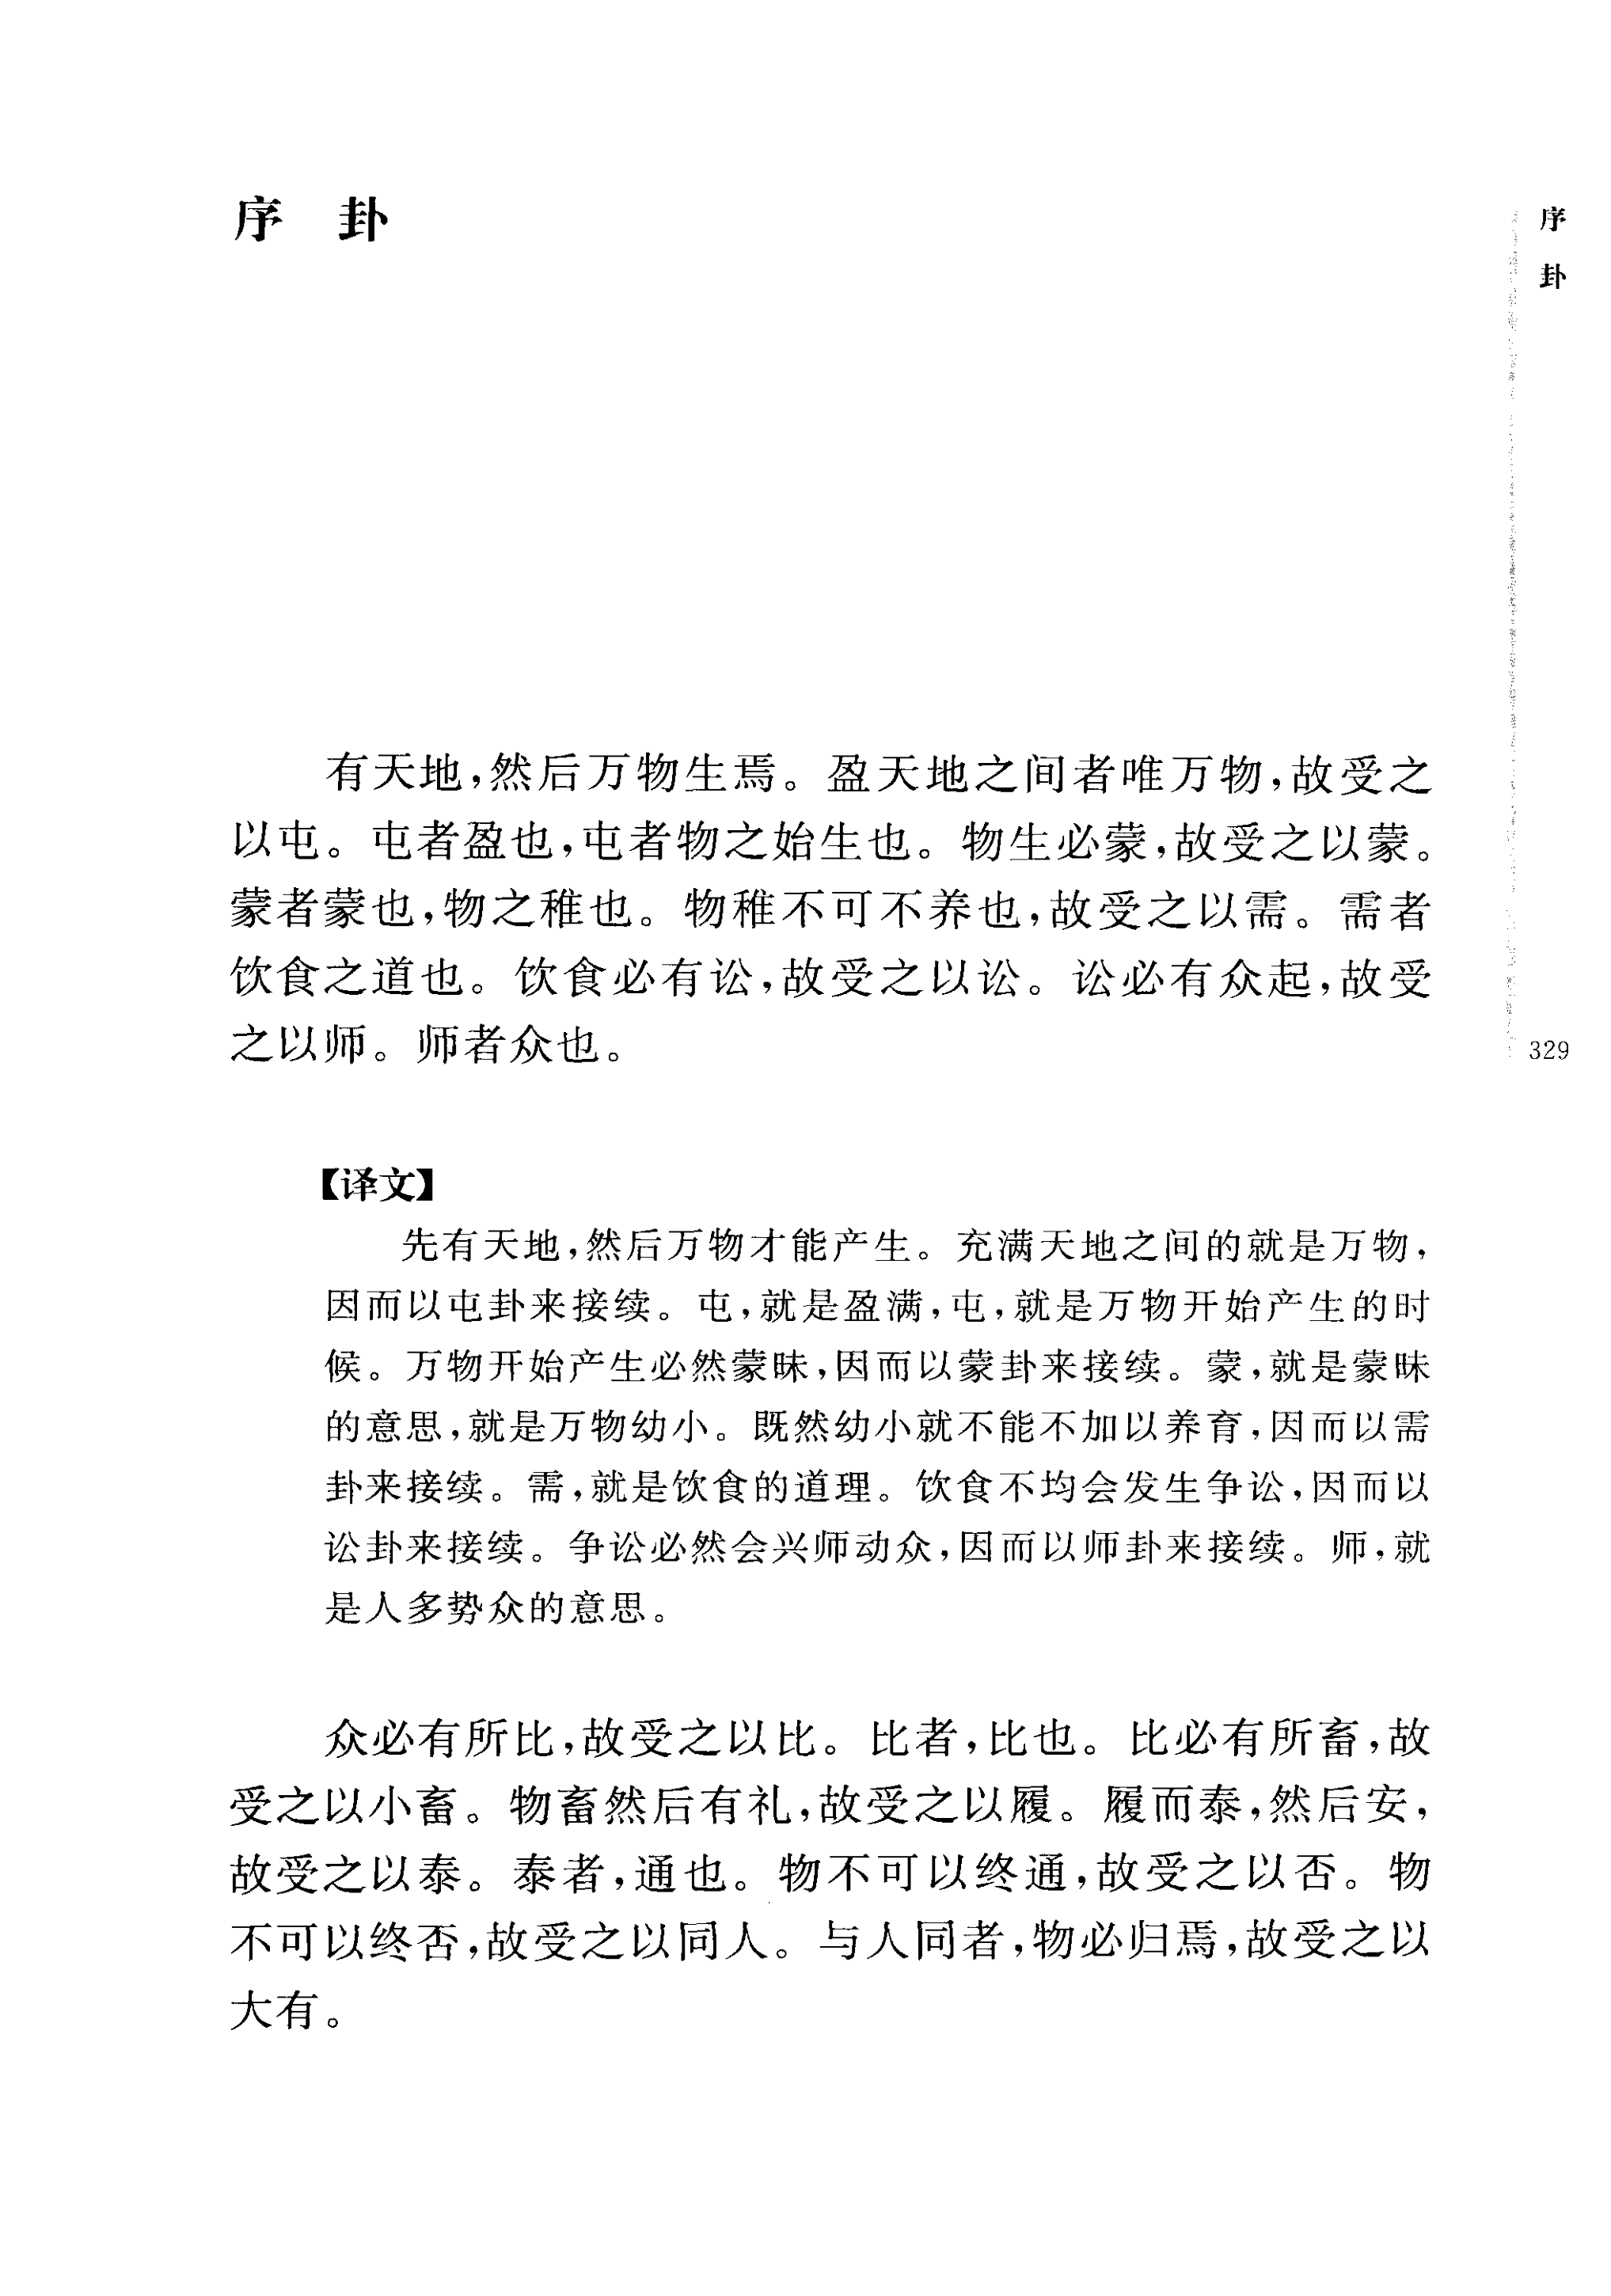 序 卦
有天地,然后万物生焉。盈天地之间者唯万物,故受之
以屯。屯者盈也,屯者物之始生也。物生必蒙,故受之以蒙。
蒙者蒙也,物之稚也。物稚不可不养也,故受之以需。需者
饮食之道也。饮食必有讼,故受之以讼。讼必有众起,故受
之以师。师者众也。
【译文】
先有天地,然后万物才能产生。充满天地之间的就是万物,
因而以屯卦来接续。屯,就是盈满,屯,就是万物开始产生的时
候。万物开始产生必然蒙昧,因而以蒙卦来接续。蒙,就是蒙昧
的意思,就是万物幼小。既然幼小就不能不加以养育,因而以需
卦来接续。需,就是饮食的道理。饮食不均会发生争讼,因而以
讼卦来接续。争讼必然会兴师动众,因而以师卦来接续。师,就
是人多势众的意思。
众必有所比,故受之以比。比者,比也。比必有所畜,故
受之以小畜。物畜然后有礼,故受之以履。履而泰,然后安,
故受之以泰。泰者,通也。物不可以终通,故受之以否。物
不可以终否,故受之以同人。与人同者,物必归焉,故受之以
大有。
序
卦
329